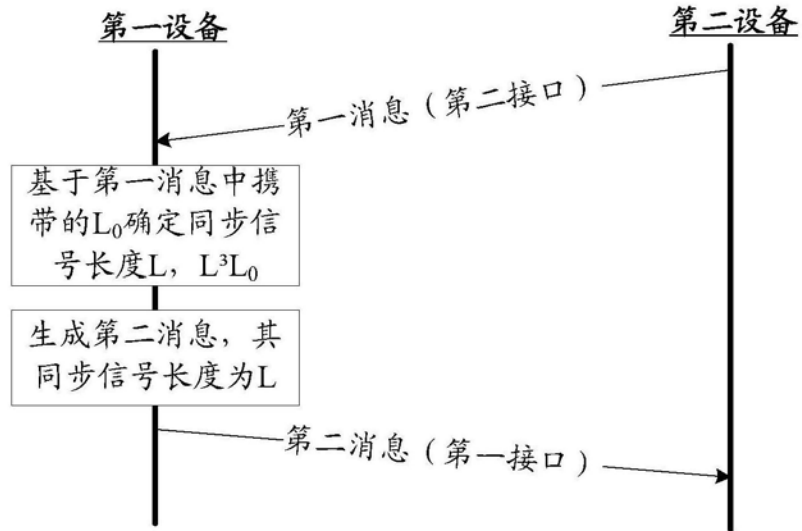 第一设备
第二设备
第一消息（第二接口）
基于第一消息中携
带的L₀确定同步信
号长度L，L³L₀
生成第二消息，其
同步信号长度为L
第二消息（第一接口）